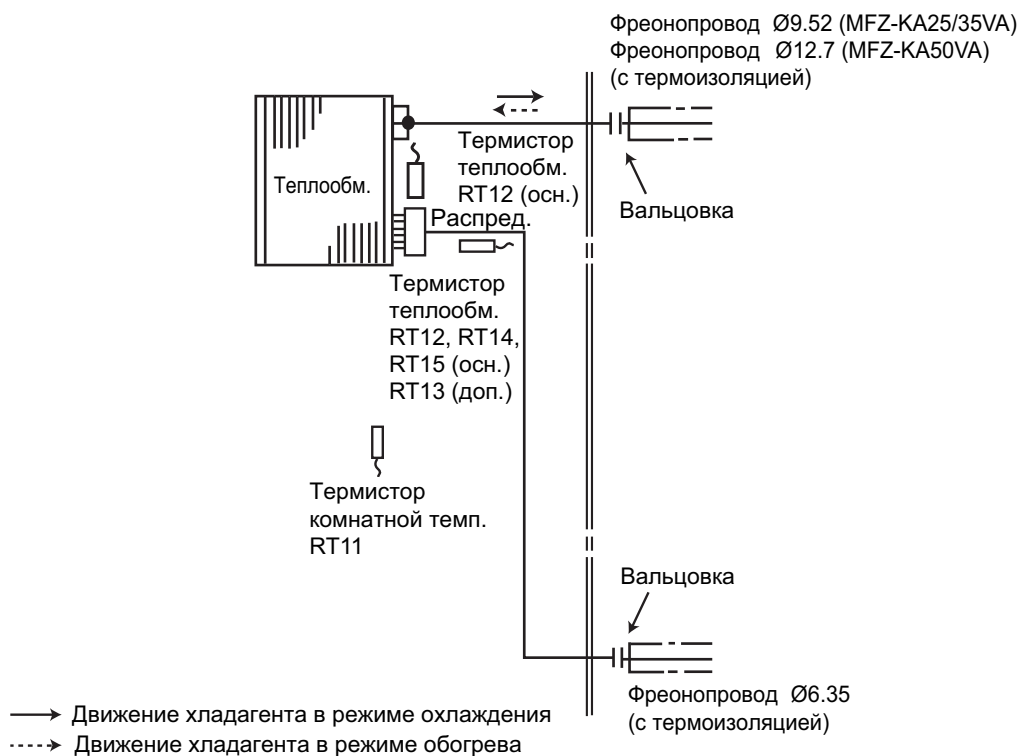 Фреонопровод Ø9.52 (MFZ-KA25/35VA)
Фреонопровод Ø12.7 (MFZ-KA50VA)
(с термоизоляцией)
Термистор
теплообм.
RT12 (осн.)
Теплообм.
Вальцовка
Распред.
Термистор
теплообм.
RT12, RT14,
RT15 (осн.)
RT13 (доп.)
Термистор
комнатной темп.
RT11
Вальцовка
Фреонопровод Ø6.35
(с термоизоляцией)
Движение хладагента в режиме охлаждения
Движение хладагента в режиме обогрева